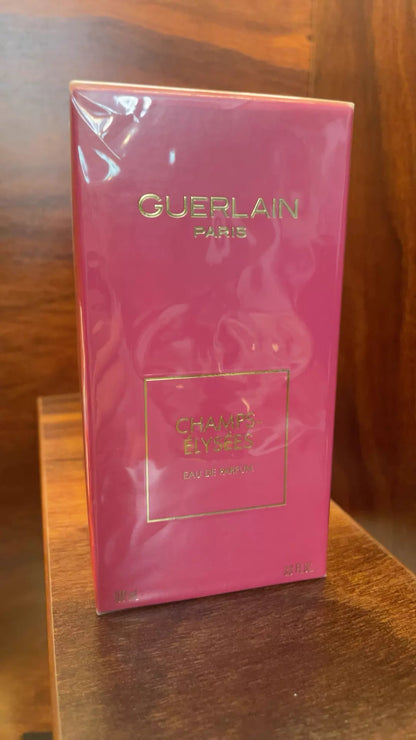 GUERLAIN
PARIS
CHAMPS
ÉLYSÉES
EAU DE PARFUM